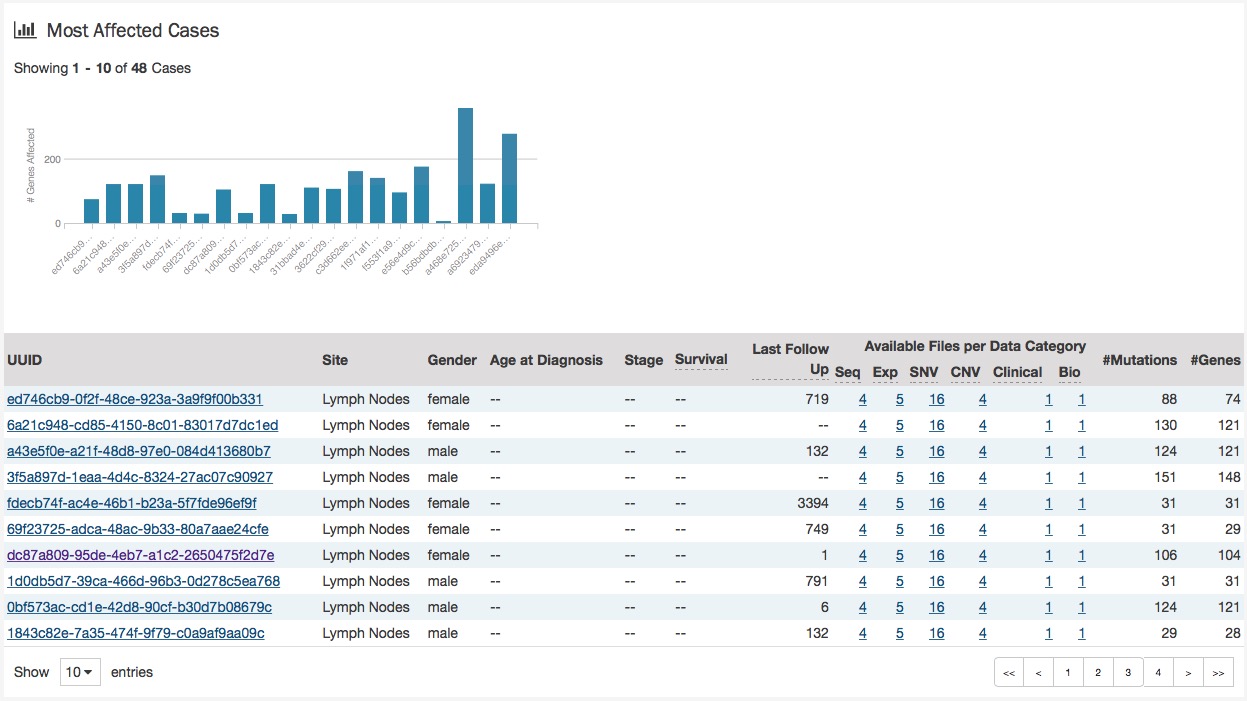 Most Affected Cases
Showing 1 - 10 of 48 Cases
# Genes Affected
200
0
ed746cb9...
6a21c948...
a43e5f0e...
3f5a897d...
fdecb74f...
69f23725...
dc87a809...
1d0db5d7...
0bf573ac...
1843c82e...
31bbad4e...
3622cf29...
c3d662ee...
1f971af1...
f553f1a9...
e56e4d9c...
b56bdbdb...
a468e725...
a6923479...
eda9496e...
UUID Site Gender Age at Diagnosis Stage Survival Last Follow Up Available Files per Data Category #Mutations #Genes
Seq Exp SNV CNV Clinical Bio
ed746cb9-0f2f-48ce-923a-3a9f9f00b331 Lymph Nodes female -- -- -- 719 4 5 16 4 1 1 88 74
6a21c948-cd85-4150-8c01-83017d7dc1ed Lymph Nodes female -- -- -- -- 4 5 16 4 1 1 130 121
a43e5f0e-a21f-48d8-97e0-084d413680b7 Lymph Nodes male -- -- -- 132 4 5 16 4 1 1 124 121
3f5a897d-1eaa-4d4c-8324-27ac07c90927 Lymph Nodes male -- -- -- -- 4 5 16 4 1 1 151 148
fdecb74f-ac4e-46b1-b23a-5f7fde96ef9f Lymph Nodes female -- -- -- 3394 4 5 16 4 1 1 31 31
69f23725-adca-48ac-9b33-80a7aae24cfe Lymph Nodes female -- -- -- 749 4 5 16 4 1 1 31 29
dc87a809-95de-4eb7-a1c2-2650475f2d7e Lymph Nodes female -- -- -- 1 4 5 16 4 1 1 106 104
1d0db5d7-39ca-466d-96b3-0d278c5ea768 Lymph Nodes male -- -- -- 791 4 5 16 4 1 1 31 31
0bf573ac-cd1e-42d8-90cf-b30d7b08679c Lymph Nodes male -- -- -- 6 4 5 16 4 1 1 124 121
1843c82e-7a35-474f-9f79-c0a9af9aa09c Lymph Nodes male -- -- -- 132 4 5 16 4 1 1 29 28
Show 10 entries << < 1 2 3 4 > >>